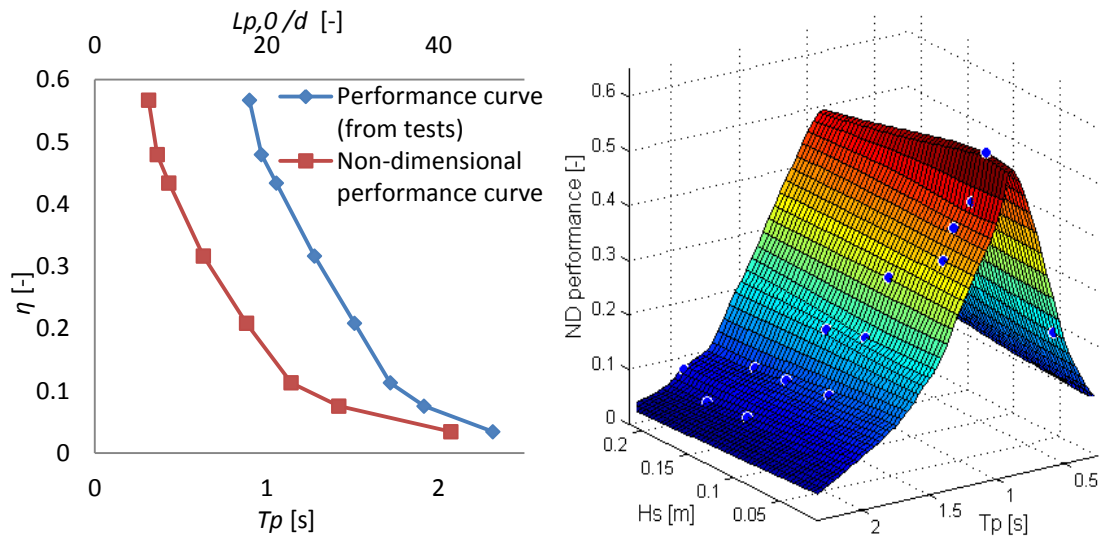 Lp,0 /d [-]
0 20 40
0.6
0.5
0.4
0.3
0.2
0.1
0
η [-]
Performance curve
(from tests)
Non-dimensional
performance curve
0 1 2
Tp [s]
ND performance [-]
0.6
0.5
0.4
0.3
0.2
0.1
0
0.2
0.15
0.1
0.05
Hs [m]
2
1.5
1
0.5
Tp [s]